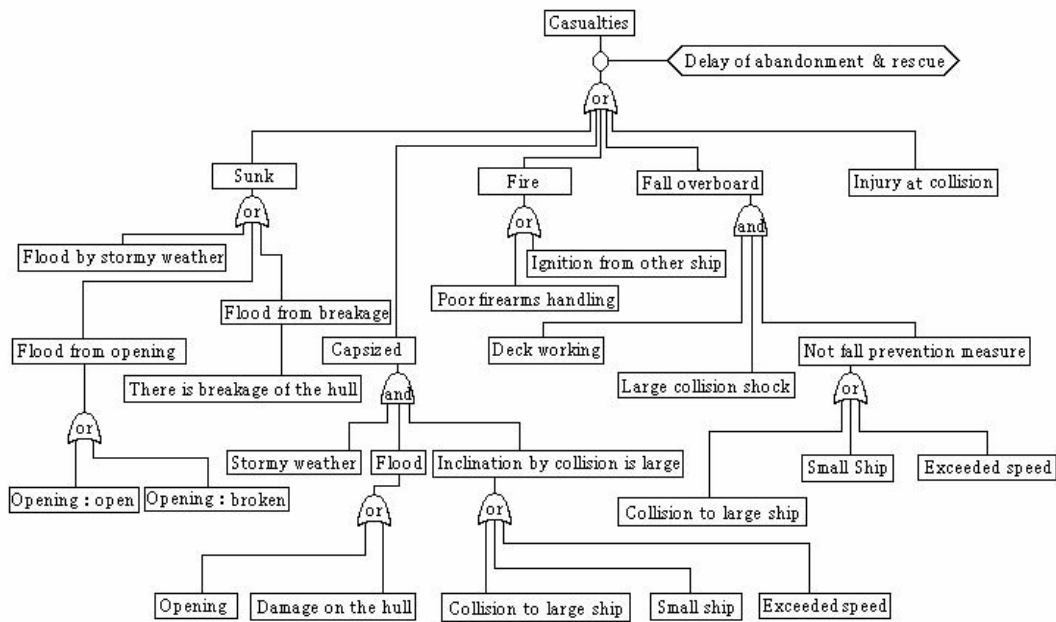 Casualties
Delay of abandonment & rescue
or
Sunk
Fire
Fall overboard
Injury at collision
or
or
and
Flood by stormy weather
Ignition from other ship
Poor firearms handling
Flood from breakage
Flood from opening
Capsized
Deck working
Not fall prevention measure
There is breakage of the hull
Large collision shock
and
or
or
Stormy weather
Flood
Inclination by collision is large
Small Ship
Exceeded speed
Opening : open
Opening : broken
Collision to large ship
or
or
Opening
Damage on the hull
Collision to large ship
Small ship
Exceeded speed